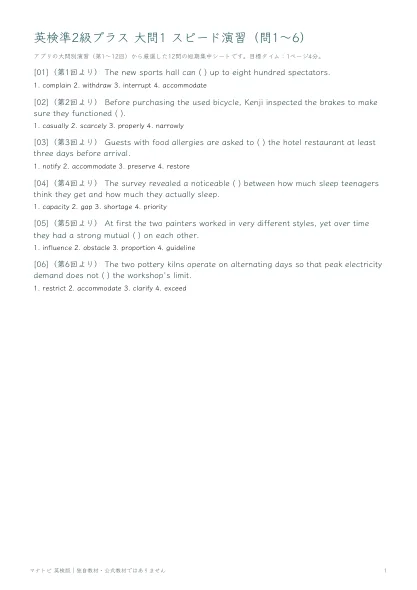 英検準2級プラス 大問1 スピード演習（問1〜6）
アプリの大問別演習（第1〜12回）から厳選した12問の短期集中シートです。目標タイム：1ページ4分。
[01]（第1回より） The new sports hall can ( ) up to eight hundred spectators.
1. complain 2. withdraw 3. interrupt 4. accommodate
[02]（第2回より） Before purchasing the used bicycle, Kenji inspected the brakes to make
sure they functioned ( ).
1. casually 2. scarcely 3. properly 4. narrowly
[03]（第3回より） Guests with food allergies are asked to ( ) the hotel restaurant at least
three days before arrival.
1. notify 2. accommodate 3. preserve 4. restore
[04]（第4回より） The survey revealed a noticeable ( ) between how much sleep teenagers
think they get and how much they actually sleep.
1. capacity 2. gap 3. shortage 4. priority
[05]（第5回より） At first the two painters worked in very different styles, yet over time
they had a strong mutual ( ) on each other.
1. influence 2. obstacle 3. proportion 4. guideline
[06]（第6回より） The two pottery kilns operate on alternating days so that peak electricity
demand does not ( ) the workshop's limit.
1. restrict 2. accommodate 3. clarify 4. exceed
マナトピ 英検部｜独自教材・公式教材ではありません
1